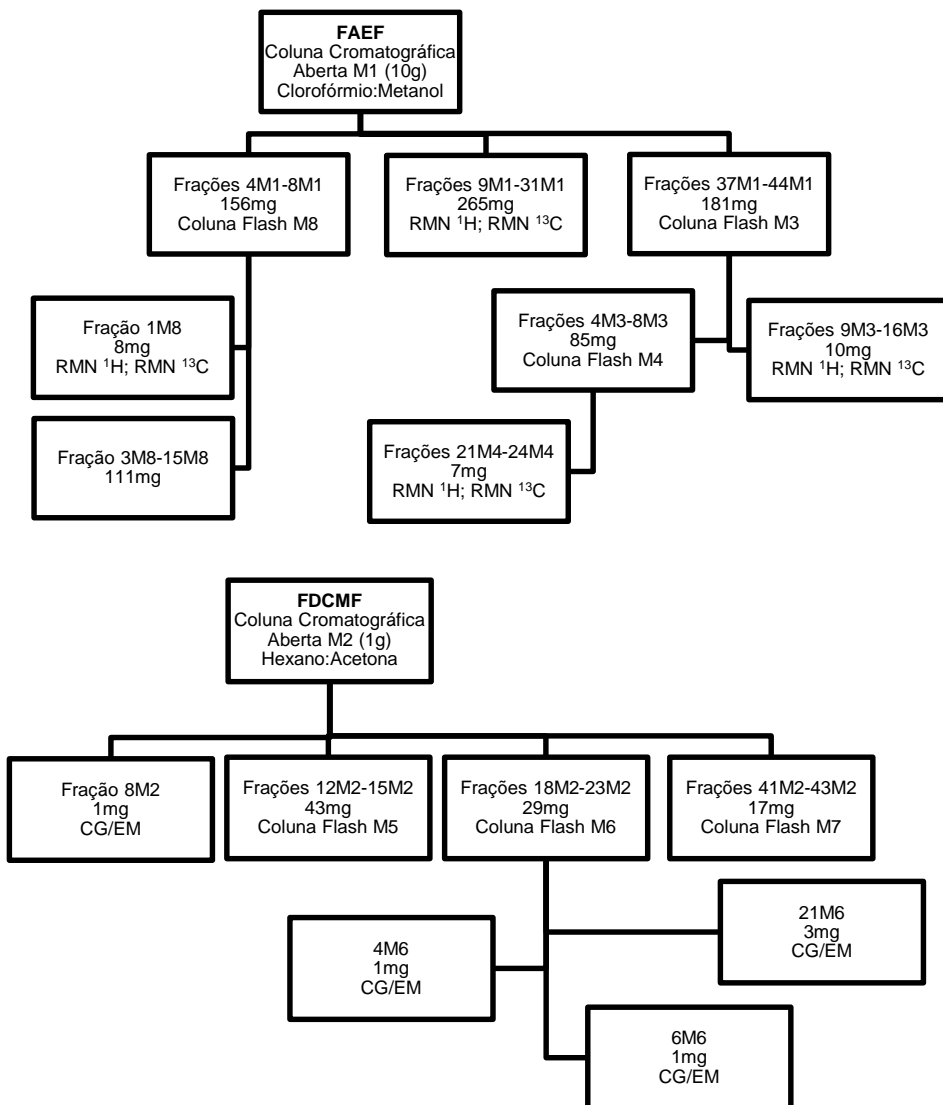 FAEF
Coluna Cromatográfica
Aberta M1 (10g)
Clorofórmio:Metanol
Frações 4M1-8M1
156mg
Coluna Flash M8
Frações 9M1-31M1
265mg
RMN ¹H; RMN ¹³C
Frações 37M1-44M1
181mg
Coluna Flash M3
Fração 1M8
8mg
RMN ¹H; RMN ¹³C
Frações 4M3-8M3
85mg
Coluna Flash M4
Frações 9M3-16M3
10mg
RMN ¹H; RMN ¹³C
Fração 3M8-15M8
111mg
Frações 21M4-24M4
7mg
RMN ¹H; RMN ¹³C
FDCMF
Coluna Cromatográfica
Aberta M2 (1g)
Hexano:Acetona
Fração 8M2
1mg
CG/EM
Frações 12M2-15M2
43mg
Coluna Flash M5
Frações 18M2-23M2
29mg
Coluna Flash M6
Frações 41M2-43M2
17mg
Coluna Flash M7
21M6
3mg
CG/EM
4M6
1mg
CG/EM
6M6
1mg
CG/EM